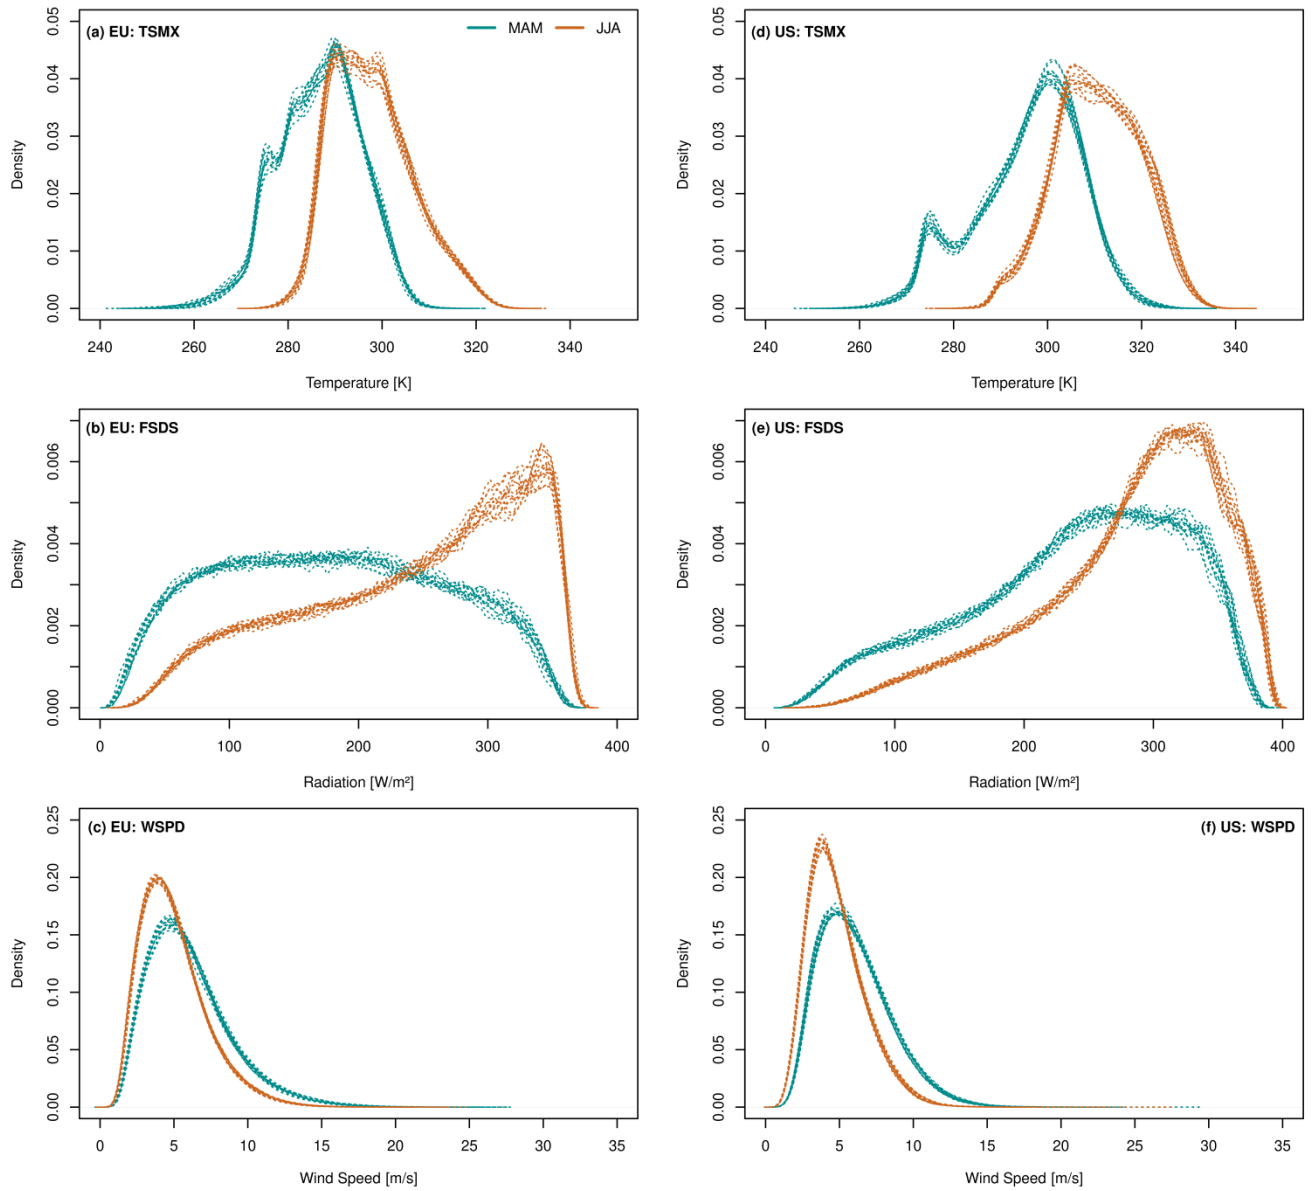 (a) EU: TSMX
MAM JJA
0.00 0.01 0.02 0.03 0.04 0.05
Density
240 260 280 300 320 340
Temperature [K]
(d) US: TSMX
0.00 0.01 0.02 0.03 0.04 0.05
Density
240 260 280 300 320 340
Temperature [K]
(b) EU: FSDS
0.000 0.002 0.004 0.006
Density
0 100 200 300 400
Radiation [W/m²]
(e) US: FSDS
0.000 0.002 0.004 0.006
Density
0 100 200 300 400
Radiation [W/m²]
(c) EU: WSPD
0.00 0.05 0.10 0.15 0.20 0.25
Density
0 5 10 15 20 25 30 35
Wind Speed [m/s]
(f) US: WSPD
0.00 0.05 0.10 0.15 0.20 0.25
Density
0 5 10 15 20 25 30 35
Wind Speed [m/s]